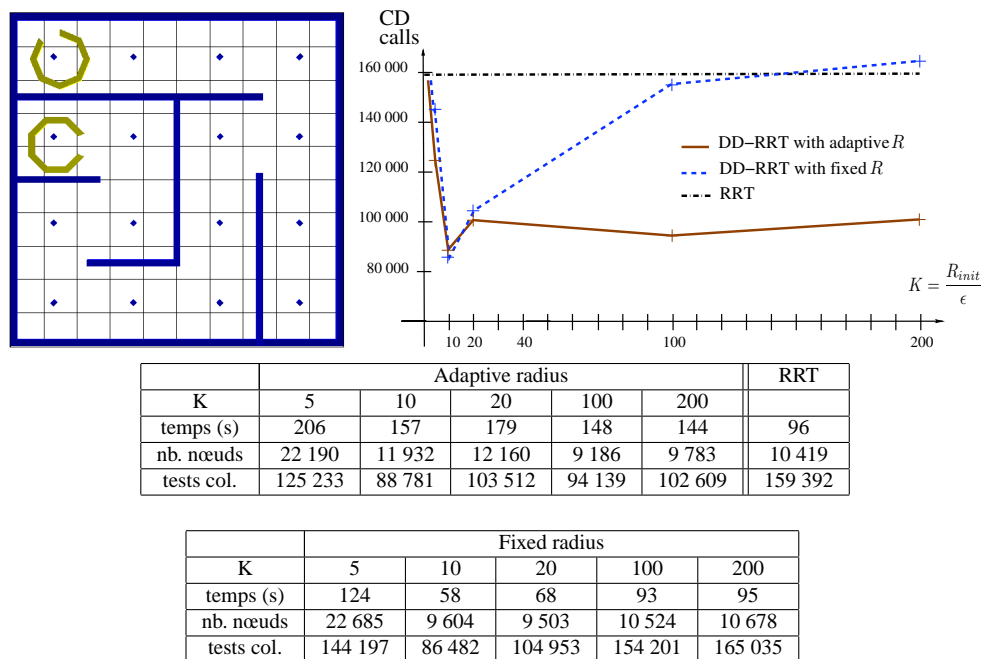 CD
calls
160 000
140 000
120 000
100 000
80 000
DD−RRT with adaptive R
DD−RRT with fixed R
RRT
K = R_init / ϵ
10 20 40 100 200
Adaptive radius RRT
K 5 10 20 100 200
temps (s) 206 157 179 148 144 96
nb. nœuds 22 190 11 932 12 160 9 186 9 783 10 419
tests col. 125 233 88 781 103 512 94 139 102 609 159 392
Fixed radius
K 5 10 20 100 200
temps (s) 124 58 68 93 95
nb. nœuds 22 685 9 604 9 503 10 524 10 678
tests col. 144 197 86 482 104 953 154 201 165 035